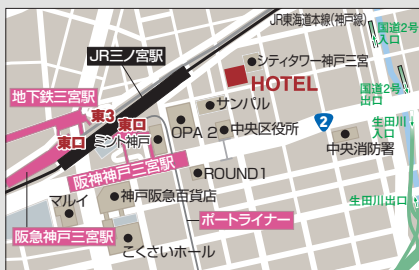 JR東海道本線(神戸線)
国道2号
入口
JR三ノ宮駅
シティタワー神戸三宮
HOTEL
国道2号
出口
地下鉄三宮駅
東3
サンパル
生田川
入口
東口
東口
OPA 2
中央区役所
2
ミント神戸
中央消防署
阪神神戸三宮駅
ROUND1
神戸阪急百貨店
生田川出口
マルイ
ポートライナー
阪急神戸三宮駅
こくさいホール